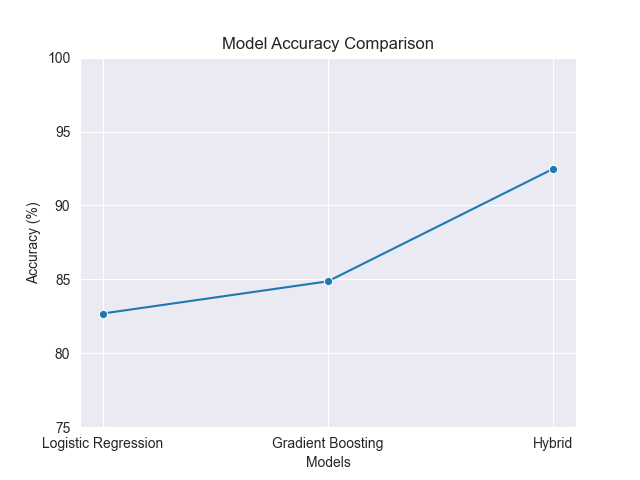 Model Accuracy Comparison
100
95
90
85
80
75
Accuracy (%)
Logistic Regression Gradient Boosting Hybrid
Models